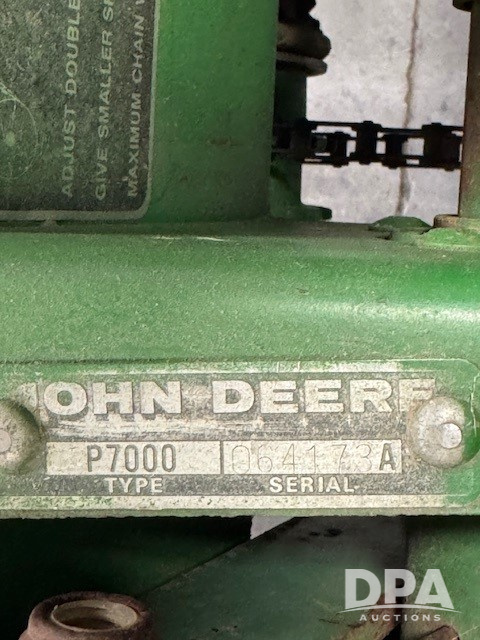 ADJUST DOUBLE
GIVE SMALLER
MAXIMUM CHAIN
JOHN DEERE
P7000 064173A
TYPE SERIAL
DPA
AUCTIONS